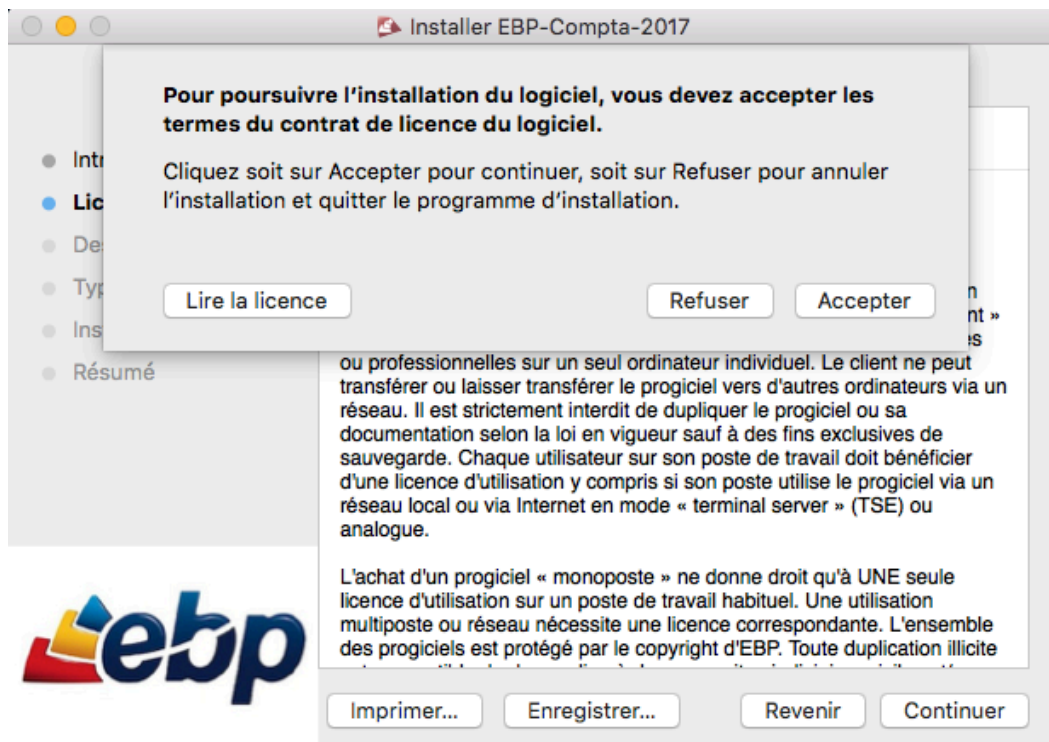 Installer EBP-Compta-2017
Pour poursuivre l'installation du logiciel, vous devez accepter les
termes du contrat de licence du logiciel.
Cliquez soit sur Accepter pour continuer, soit sur Refuser pour annuler
l'installation et quitter le programme d'installation.
Lire la licence
Refuser
Accepter
Résumé
ou professionnelles sur un seul ordinateur individuel. Le client ne peut
transférer ou laisser transférer le progiciel vers d'autres ordinateurs via un
réseau. Il est strictement interdit de dupliquer le progiciel ou sa
documentation selon la loi en vigueur sauf à des fins exclusives de
sauvegarde. Chaque utilisateur sur son poste de travail doit bénéficier
d'une licence d'utilisation y compris si son poste utilise le progiciel via un
réseau local ou via Internet en mode « terminal server » (TSE) ou
analogue.
L'achat d'un progiciel « monoposte » ne donne droit qu'à UNE seule
licence d'utilisation sur un poste de travail habituel. Une utilisation
multiposte ou réseau nécessite une licence correspondante. L'ensemble
des progiciels est protégé par le copyright d'EBP. Toute duplication illicite
ebp
Imprimer...
Enregistrer...
Revenir
Continuer